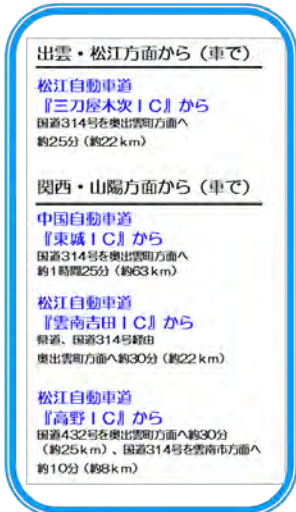 出雲・松江方面から（車で）
松江自動車道
『三刀屋木次ＩＣ』から
国道314号を奥出雲町方面へ
約25分（約22ｋｍ）
関西・山陽方面から（車で）
中国自動車道
『東城ＩＣ』から
国道314号を奥出雲町方面へ
約1時間25分（約63ｋｍ）
松江自動車道
『雲南吉田ＩＣ』から
県道、国道314号経由
奥出雲町方面へ約30分（約22ｋｍ）
松江自動車道
『高野ＩＣ』から
国道432号を奥出雲町方面へ約30分
（約25ｋｍ）、国道314号を雲南市方面へ
約10分（約8ｋｍ）